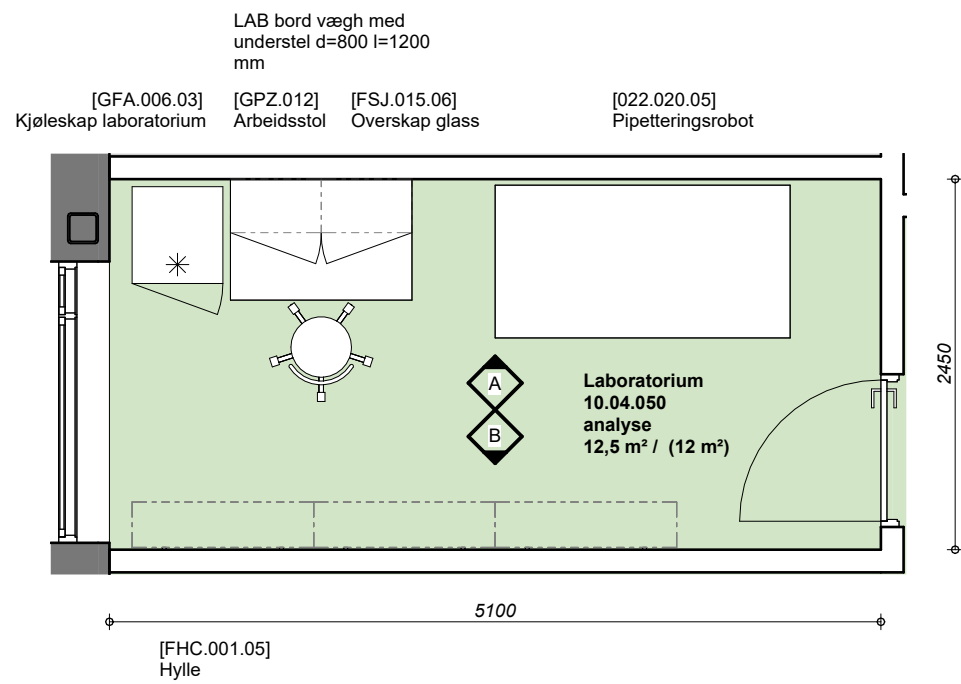 LAB bord vægh med
understel d=800 l=1200
mm
[GFA.006.03]
Kjøleskap laboratorium
[GPZ.012]
Arbeidsstol
[FSJ.015.06]
Overskap glass
[022.020.05]
Pipetteringsrobot
A
B
Laboratorium
10.04.050
analyse
12,5 m² / (12 m²)
2450
5100
[FHC.001.05]
Hylle